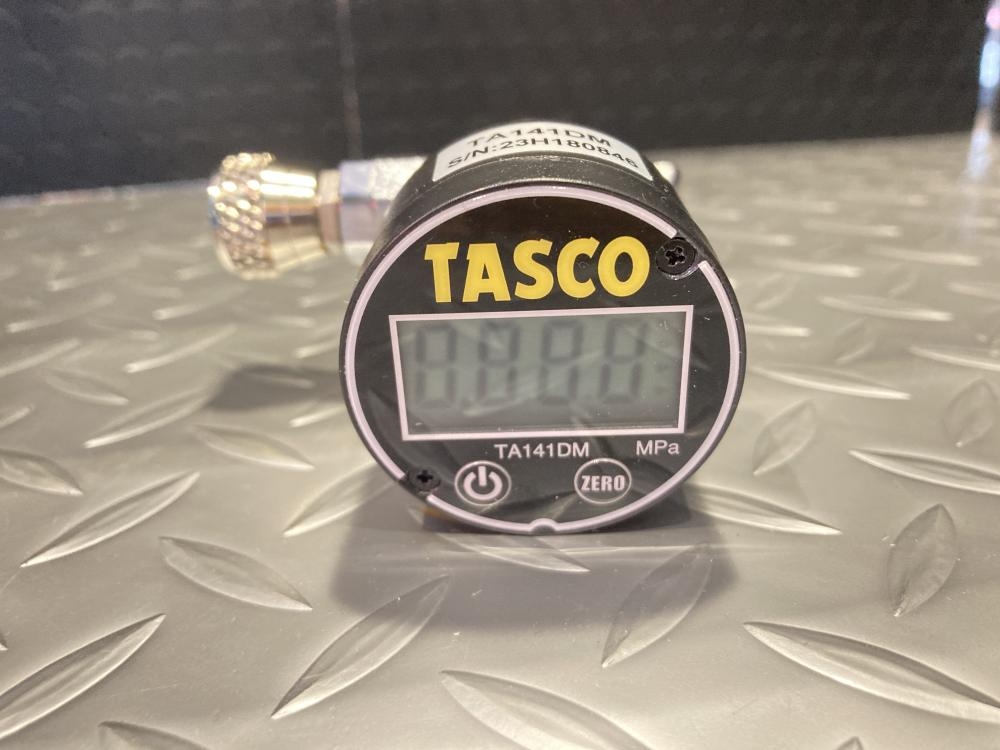 TA141DM
S/N:23H180846
TASCO
TA141DM MPa
ZERO